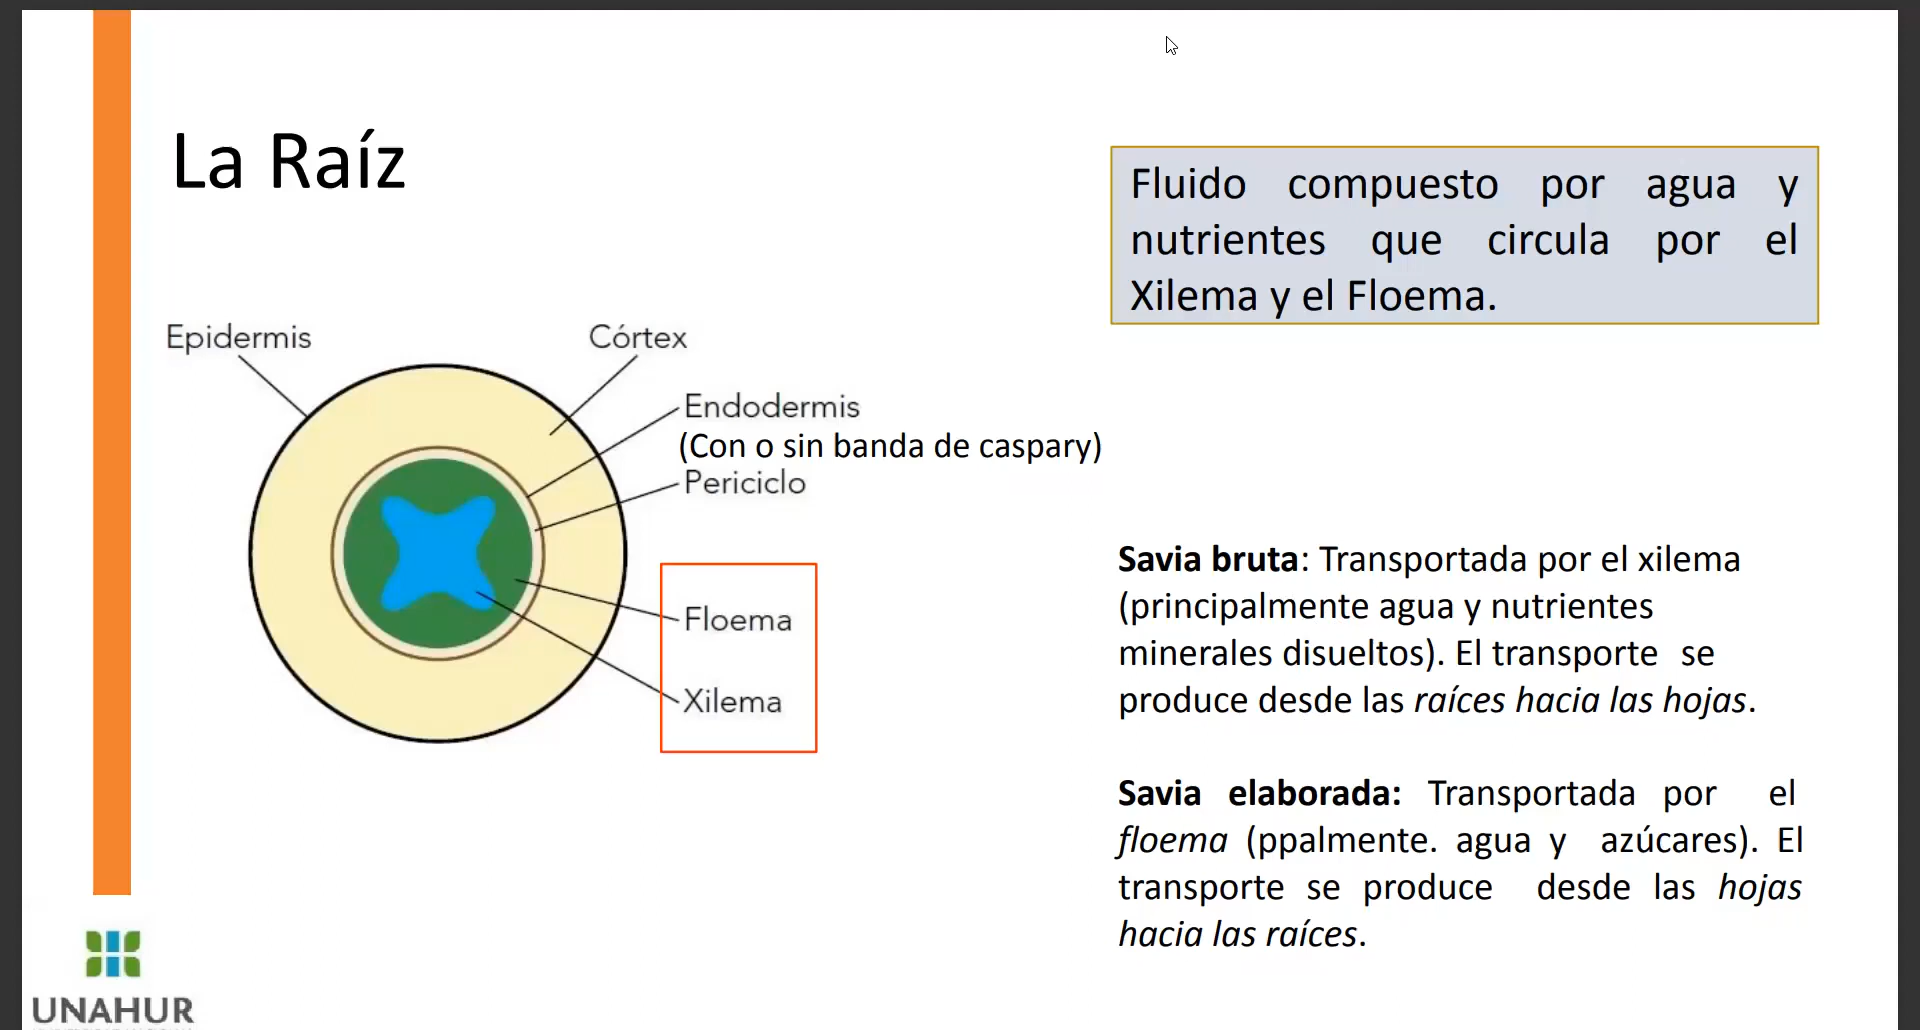 La Raíz
Fluido compuesto por agua y
nutrientes que circula por el
Xilema y el Floema.
Epidermis
Córtex
Endodermis
(Con o sin banda de caspary)
Periciclo
Floema
Xilema
Savia bruta: Transportada por el xilema
(principalmente agua y nutrientes
minerales disueltos). El transporte se
produce desde las raíces hacia las hojas.
Savia elaborada: Transportada por el
floema (ppalmente. agua y azúcares). El
transporte se produce desde las hojas
hacia las raíces.
UNAHUR